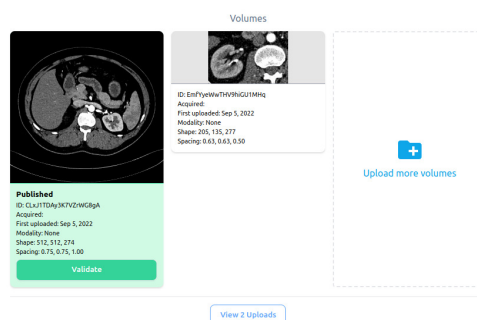 Volumes
Published
ID: CLxJ1TDAy3K7VZrWG8gA
Acquired:
First uploaded: Sep 5, 2022
Modality: None
Shape: 512, 512, 274
Spacing: 0.75, 0.75, 1.00
Validate
ID: EmfYyeWwTHV9hiGU1MHq
Acquired:
First uploaded: Sep 5, 2022
Modality: None
Shape: 205, 135, 277
Spacing: 0.63, 0.63, 0.50
Upload more volumes
View 2 Uploads